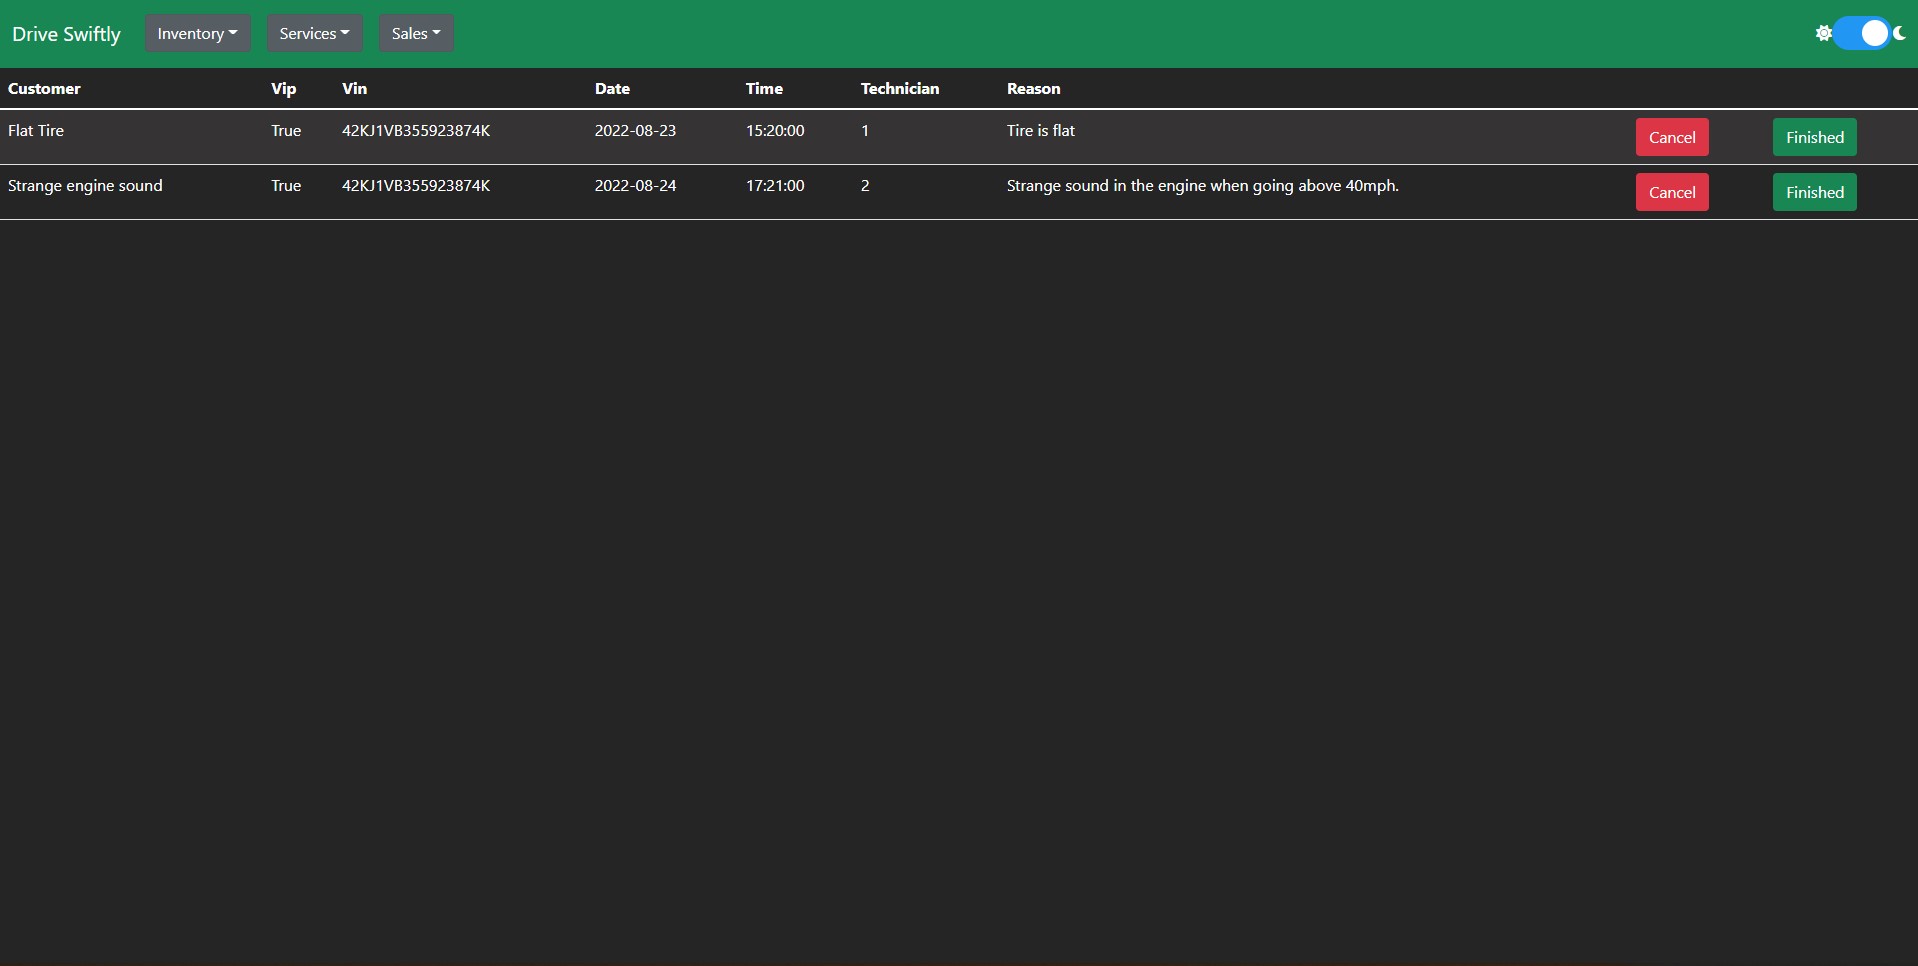 Drive Swiftly Inventory Services Sales
Customer Vip Vin Date Time Technician Reason
Flat Tire True 42KJ1VB355923874K 2022-08-23 15:20:00 1 Tire is flat Cancel Finished
Strange engine sound True 42KJ1VB355923874K 2022-08-24 17:21:00 2 Strange sound in the engine when going above 40mph. Cancel Finished